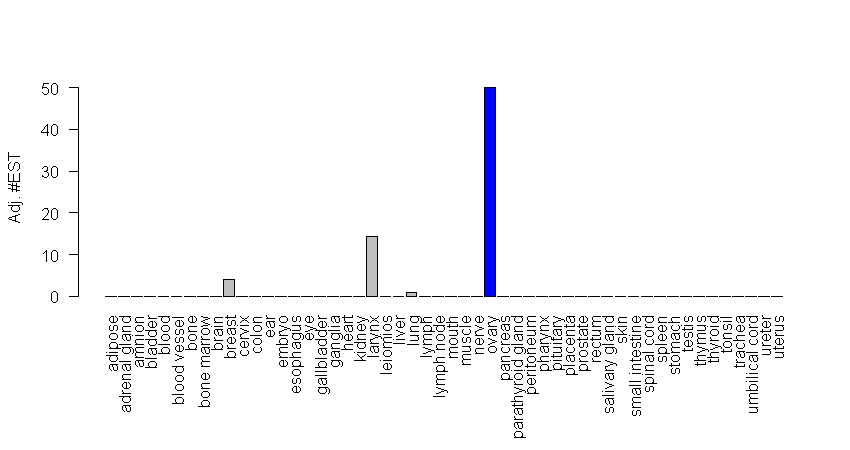 Adj. #EST
50
40
30
20
10
0
adipose
adrenal gland
amnion
bladder
blood
blood vessel
bone
bone marrow
brain
breast
cervix
colon
ear
embryo
esophagus
eye
gallbladder
ganglia
heart
kidney
larynx
leiomios
liver
lung
lymph
lymph node
mouth
muscle
nerve
ovary
pancreas
parathyroid gland
peritoneum
pharynx
pituitary
placenta
prostate
rectum
salivary gland
skin
small intestine
spinal cord
spleen
stomach
testis
thymus
thyroid
tonsil
trachea
umbilical cord
ureter
uterus